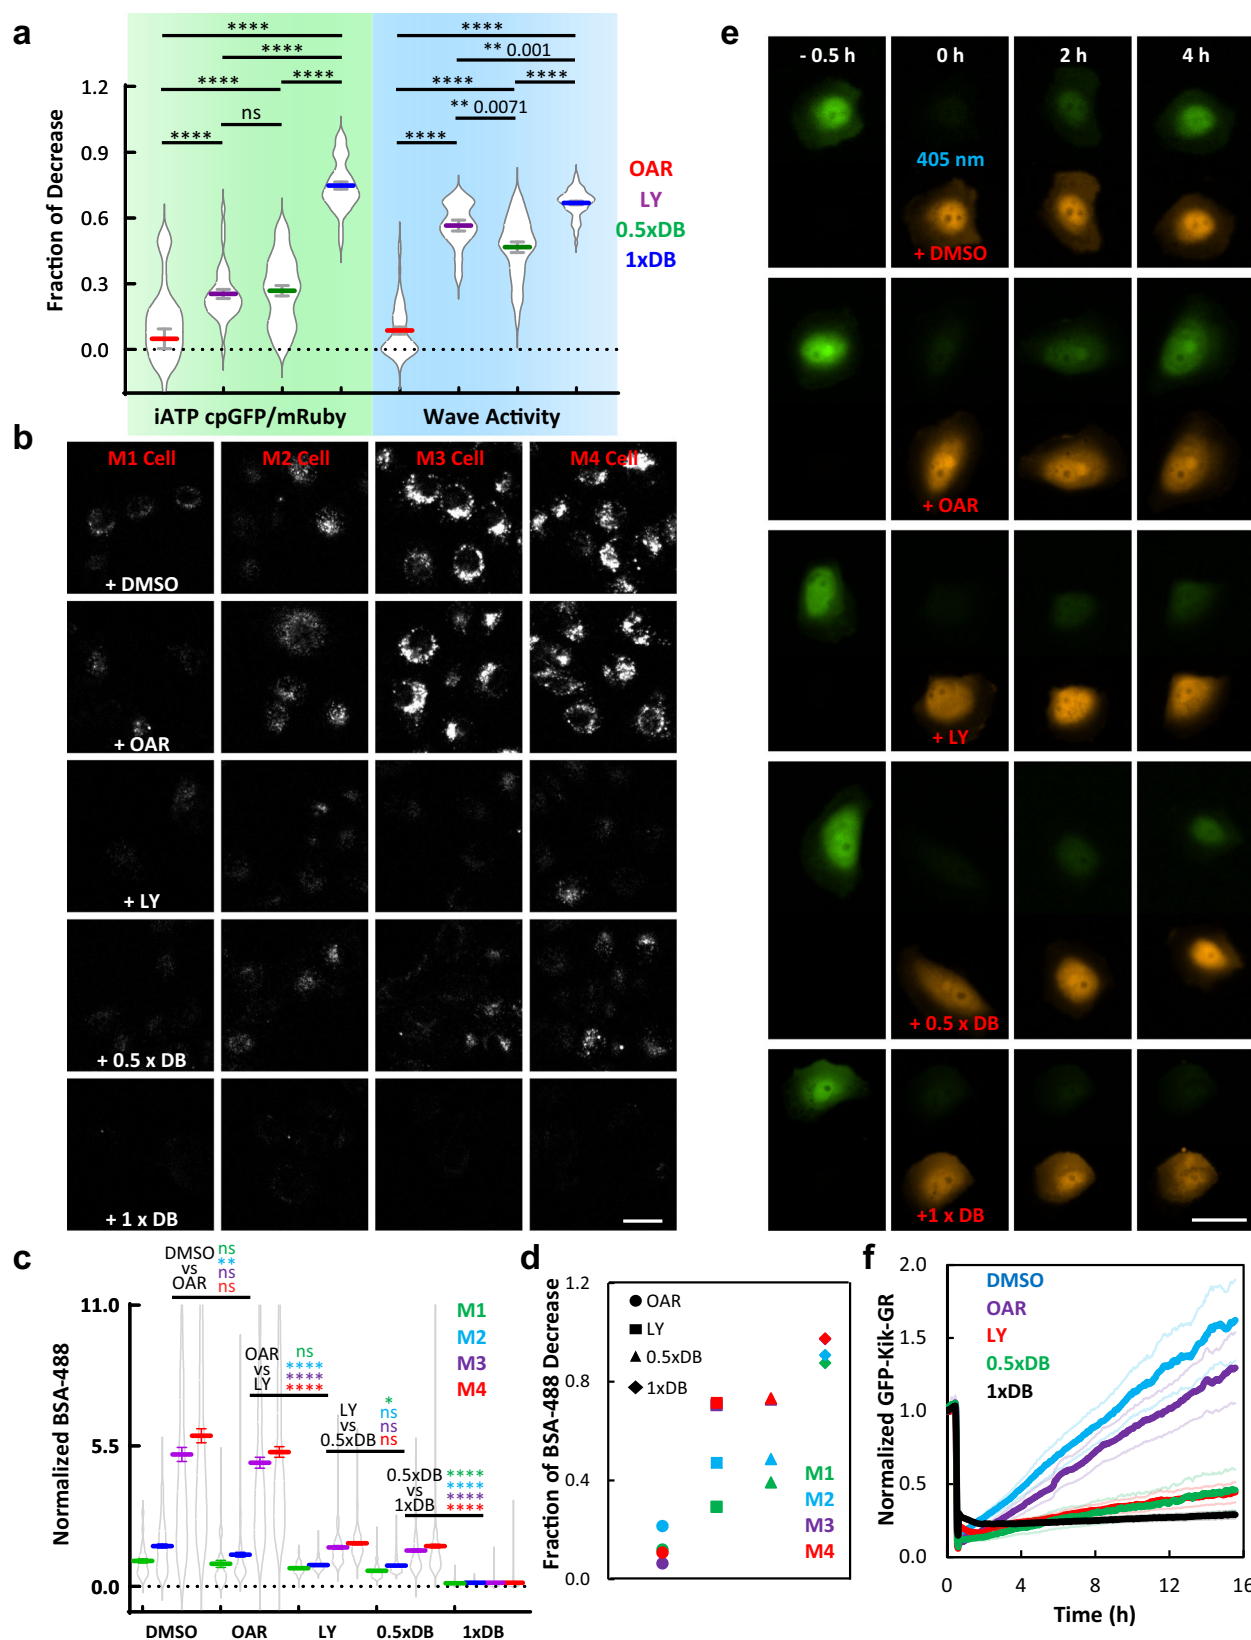 a
****
****
****
****
ns
****
****
** 0.001
****
****
** 0.0071
****
1.2
0.9
0.6
0.3
0.0
Fraction of Decrease
OAR
LY
0.5xDB
1xDB
iATP cpGFP/mRuby
Wave Activity
b
M1 Cell
M2 Cell
M3 Cell
M4 Cell
+ DMSO
+ OAR
+ LY
+ 0.5 x DB
+ 1 x DB
c
DMSO
vs
OAR
ns
**
ns
ns
OAR
vs
LY
ns
****
****
****
LY
vs
0.5xDB
*
ns
ns
ns
0.5xDB
vs
1xDB
****
****
****
****
M1
M2
M3
M4
11.0
5.5
0.0
Normalized BSA-488
DMSO
OAR
LY
0.5xDB
1xDB
d
1.2
0.8
0.4
0.0
Fraction of BSA-488 Decrease
OAR
LY
0.5xDB
1xDB
M1
M2
M3
M4
e
- 0.5 h
0 h
2 h
4 h
405 nm
+ DMSO
+ OAR
+ LY
+ 0.5 x DB
+1 x DB
f
2.0
1.5
1.0
0.5
0.0
Normalized GFP-Kik-GR
DMSO
OAR
LY
0.5xDB
1xDB
0
4
8
12
16
Time (h)